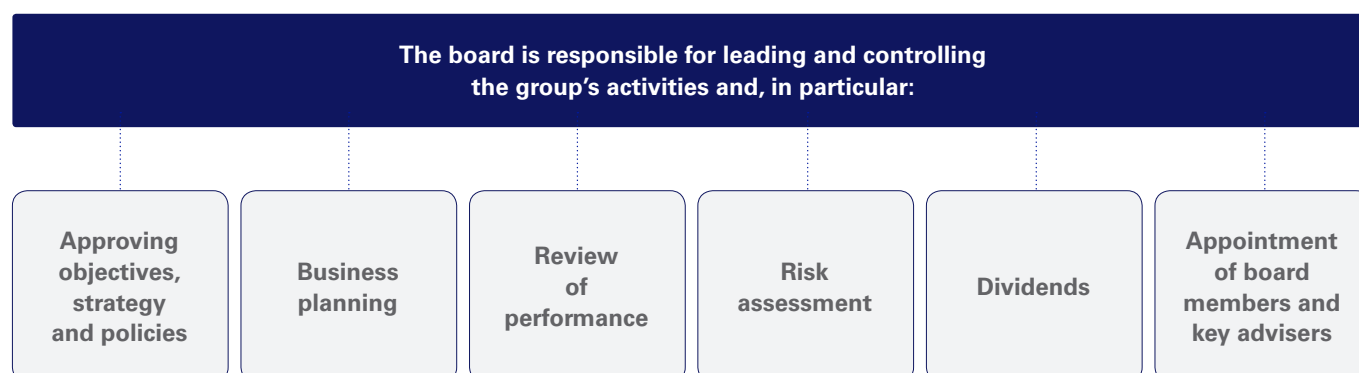 The board is responsible for leading and controlling
the group's activities and, in particular:
Approving
objectives,
strategy
and policies
Business
planning
Review
of
performance
Risk
assessment
Dividends
Appointment
of board
members and
key advisers